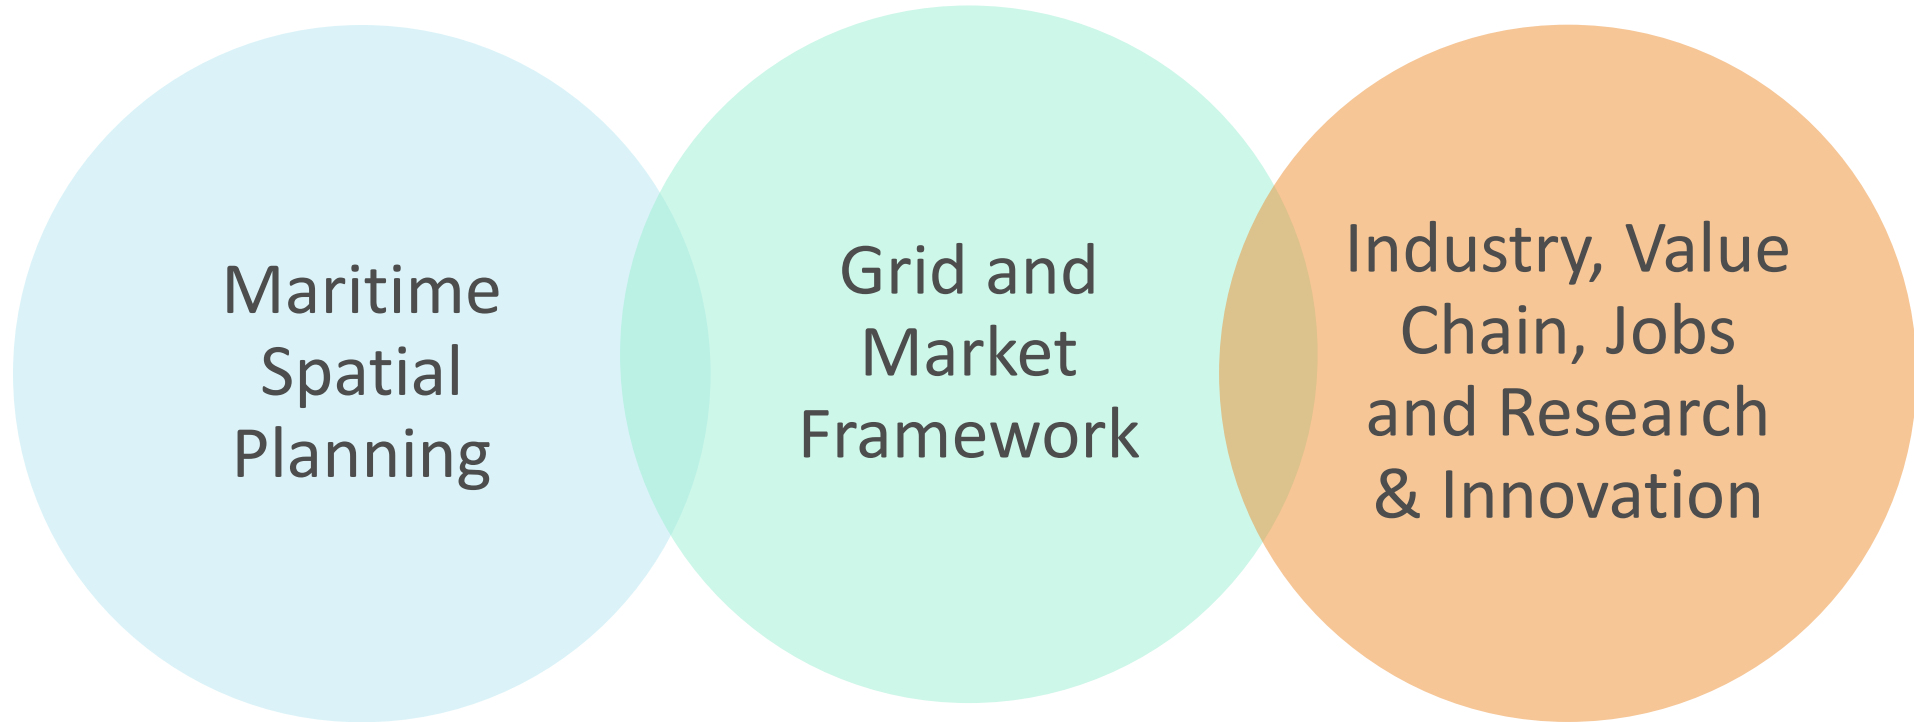 Maritime
Spatial
Planning
Grid and
Market
Framework
Industry, Value
Chain, Jobs
and Research
& Innovation